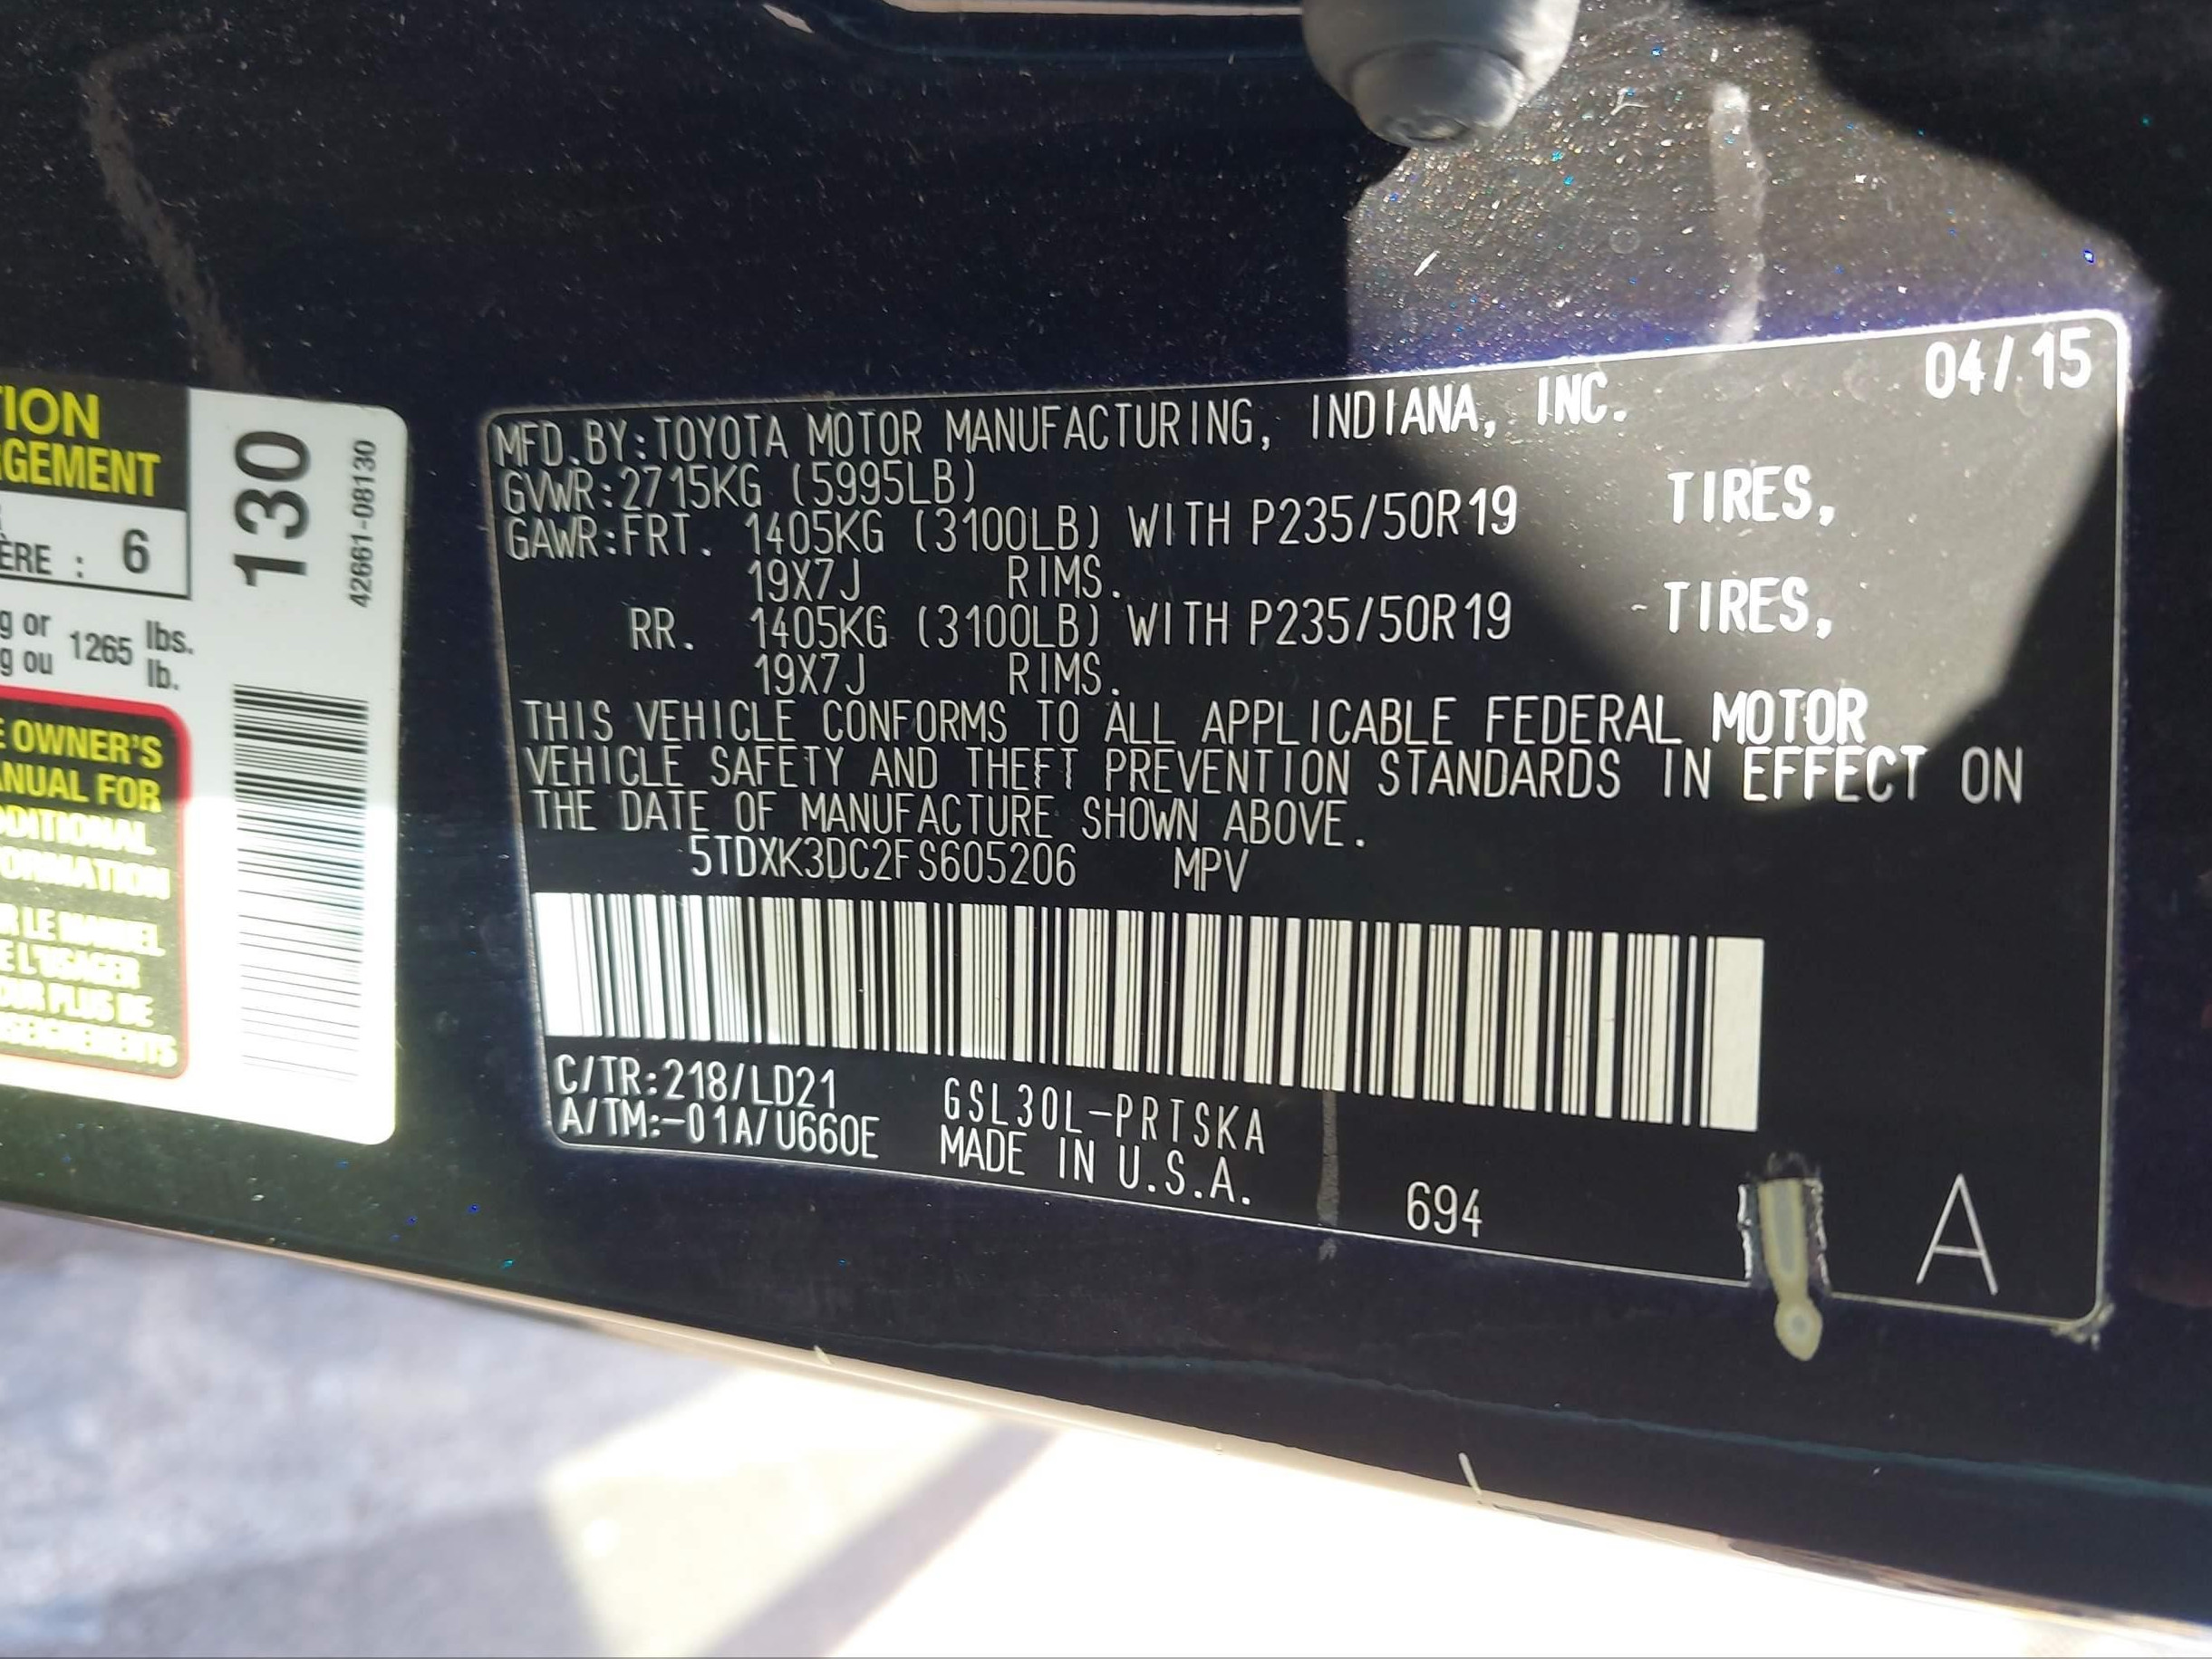 TION
RGEMENT
ÈRE : 6
g or
g ou
1265
lbs.
lb.
E OWNER'S
ANUAL FOR
DDITIONAL
FORMATION
R LE MANUEL
E L'USAGER
OUR PLUS DE
SEIGNEMENTS
130
42661-08130
04/15
MFD.BY:TOYOTA MOTOR MANUFACTURING, INDIANA, INC.
GVWR:2715KG (5995LB)
GAWR:FRT. 1405KG (3100LB) WITH P235/50R19 TIRES,
19X7J RIMS.
RR. 1405KG (3100LB) WITH P235/50R19 TIRES,
19X7J RIMS.
THIS VEHICLE CONFORMS TO ALL APPLICABLE FEDERAL MOTOR
VEHICLE SAFETY AND THEFT PREVENTION STANDARDS IN EFFECT ON
THE DATE OF MANUFACTURE SHOWN ABOVE.
5TDXK3DC2FS605206 MPV
C/TR:218/LD21
A/TM:-01A/U660E
GSL30L-PRTSKA
MADE IN U.S.A.
694
A